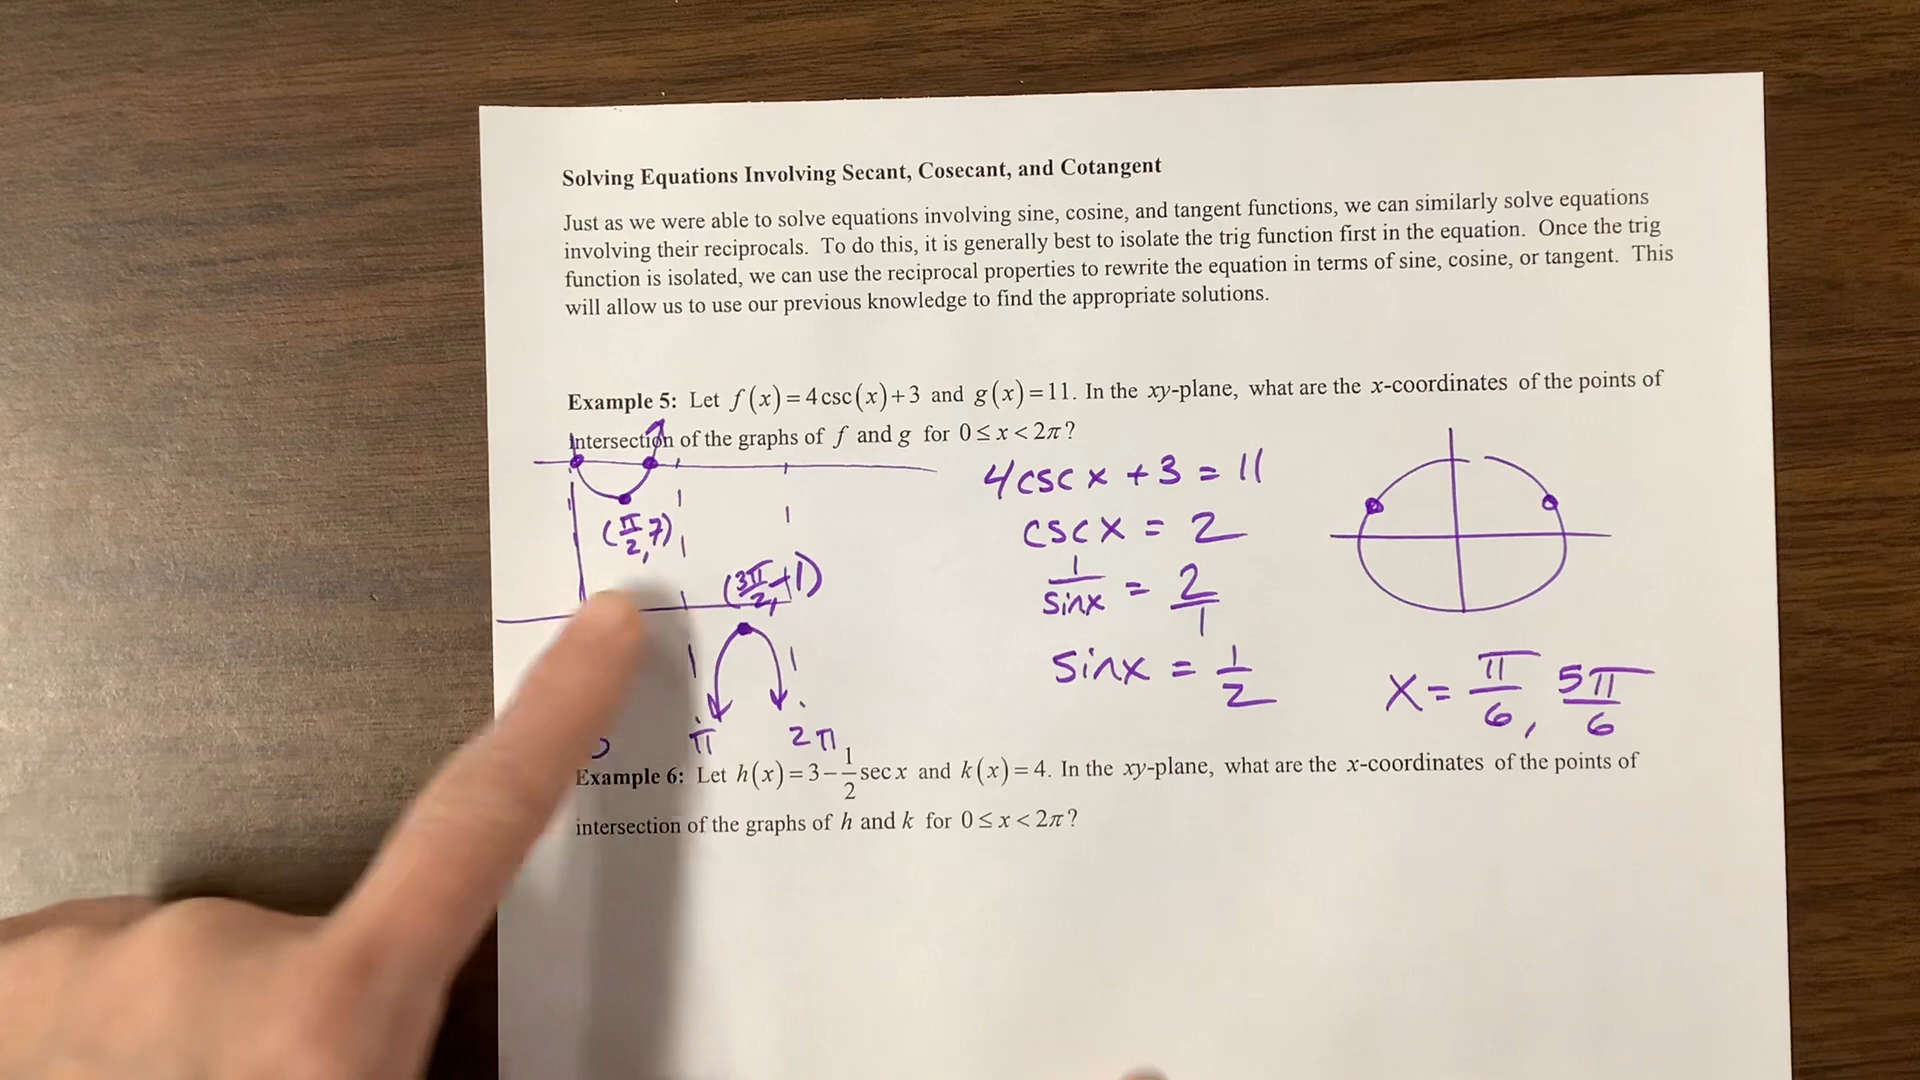 Solving Equations Involving Secant, Cosecant, and Cotangent
Just as we were able to solve equations involving sine, cosine, and tangent functions, we can similarly solve equations
involving their reciprocals. To do this, it is generally best to isolate the trig function first in the equation. Once the trig
function is isolated, we can use the reciprocal properties to rewrite the equation in terms of sine, cosine, or tangent. This
will allow us to use our previous knowledge to find the appropriate solutions.
Example 5: Let f(x)=4csc(x)+3 and g(x)=11. In the xy-plane, what are the x-coordinates of the points of
intersection of the graphs of f and g for 0≤x<2π?
4cscx+3=11
cscx=2
1/sinx = 2/1
sinx = 1/2
x = π/6, 5π/6
(π/2, 7)
(3π/2, -1)
π 2π
Example 6: Let h(x)=3-1/2 sec x and k(x)=4. In the xy-plane, what are the x-coordinates of the points of
intersection of the graphs of h and k for 0≤x<2π?